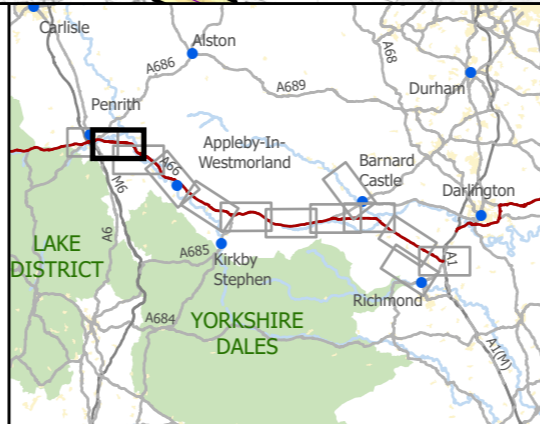 Carlisle
Alston
A68
A686
A689
Durham
Penrith
Appleby-In-
Westmorland
A66
Barnard
Castle
Darlington
M6
A6
LAKE
DISTRICT
A685
Kirkby
Stephen
A1
Richmond
A684
YORKSHIRE
DALES
A1(M)